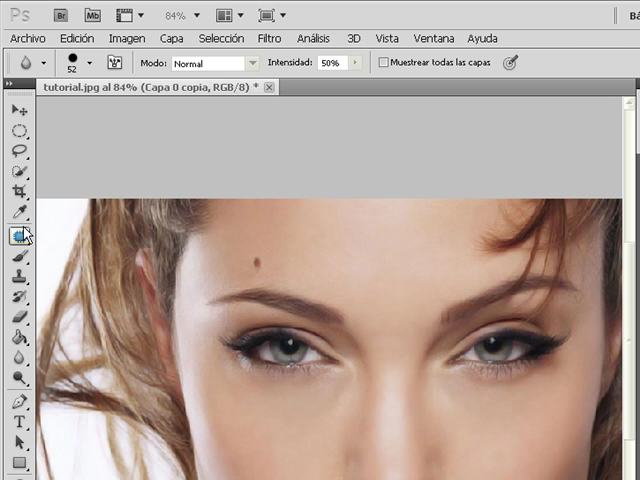 Ps Br Mb 84% Bá
Archivo Edición Imagen Capa Selección Filtro Análisis 3D Vista Ventana Ayuda
52 Modo: Normal Intensidad: 50% Muestrear todas las capas
tutorial.jpg al 84% (Capa 0 copia, RGB/8) *
T